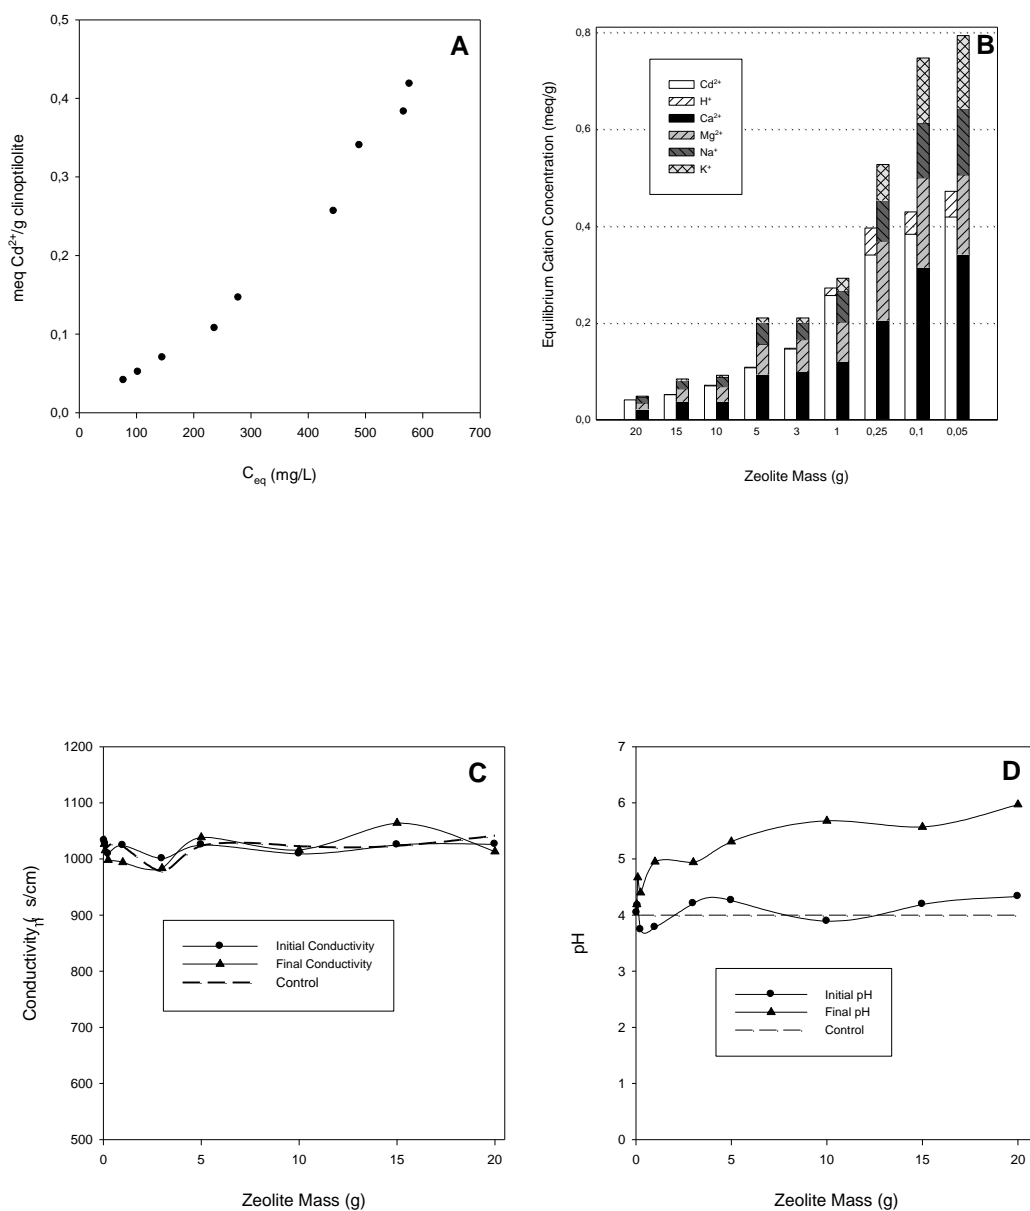 A
0,5
0,4
0,3
0,2
0,1
0,0
meq Cd²⁺/g clinoptilolite
0 100 200 300 400 500 600 700
C_eq (mg/L)
B
0,8
0,6
0,4
0,2
0,0
Equilibrium Cation Concentration (meq/g)
Cd²⁺
H⁺
Ca²⁺
Mg²⁺
Na⁺
K⁺
20 15 10 5 3 1 0,25 0,1 0,05
Zeolite Mass (g)
C
1200
1100
1000
900
800
700
600
500
Conductivity ( s/cm)
Initial Conductivity
Final Conductivity
Control
0 5 10 15 20
Zeolite Mass (g)
D
7
6
5
4
3
2
1
0
pH
Initial pH
Final pH
Control
0 5 10 15 20
Zeolite Mass (g)